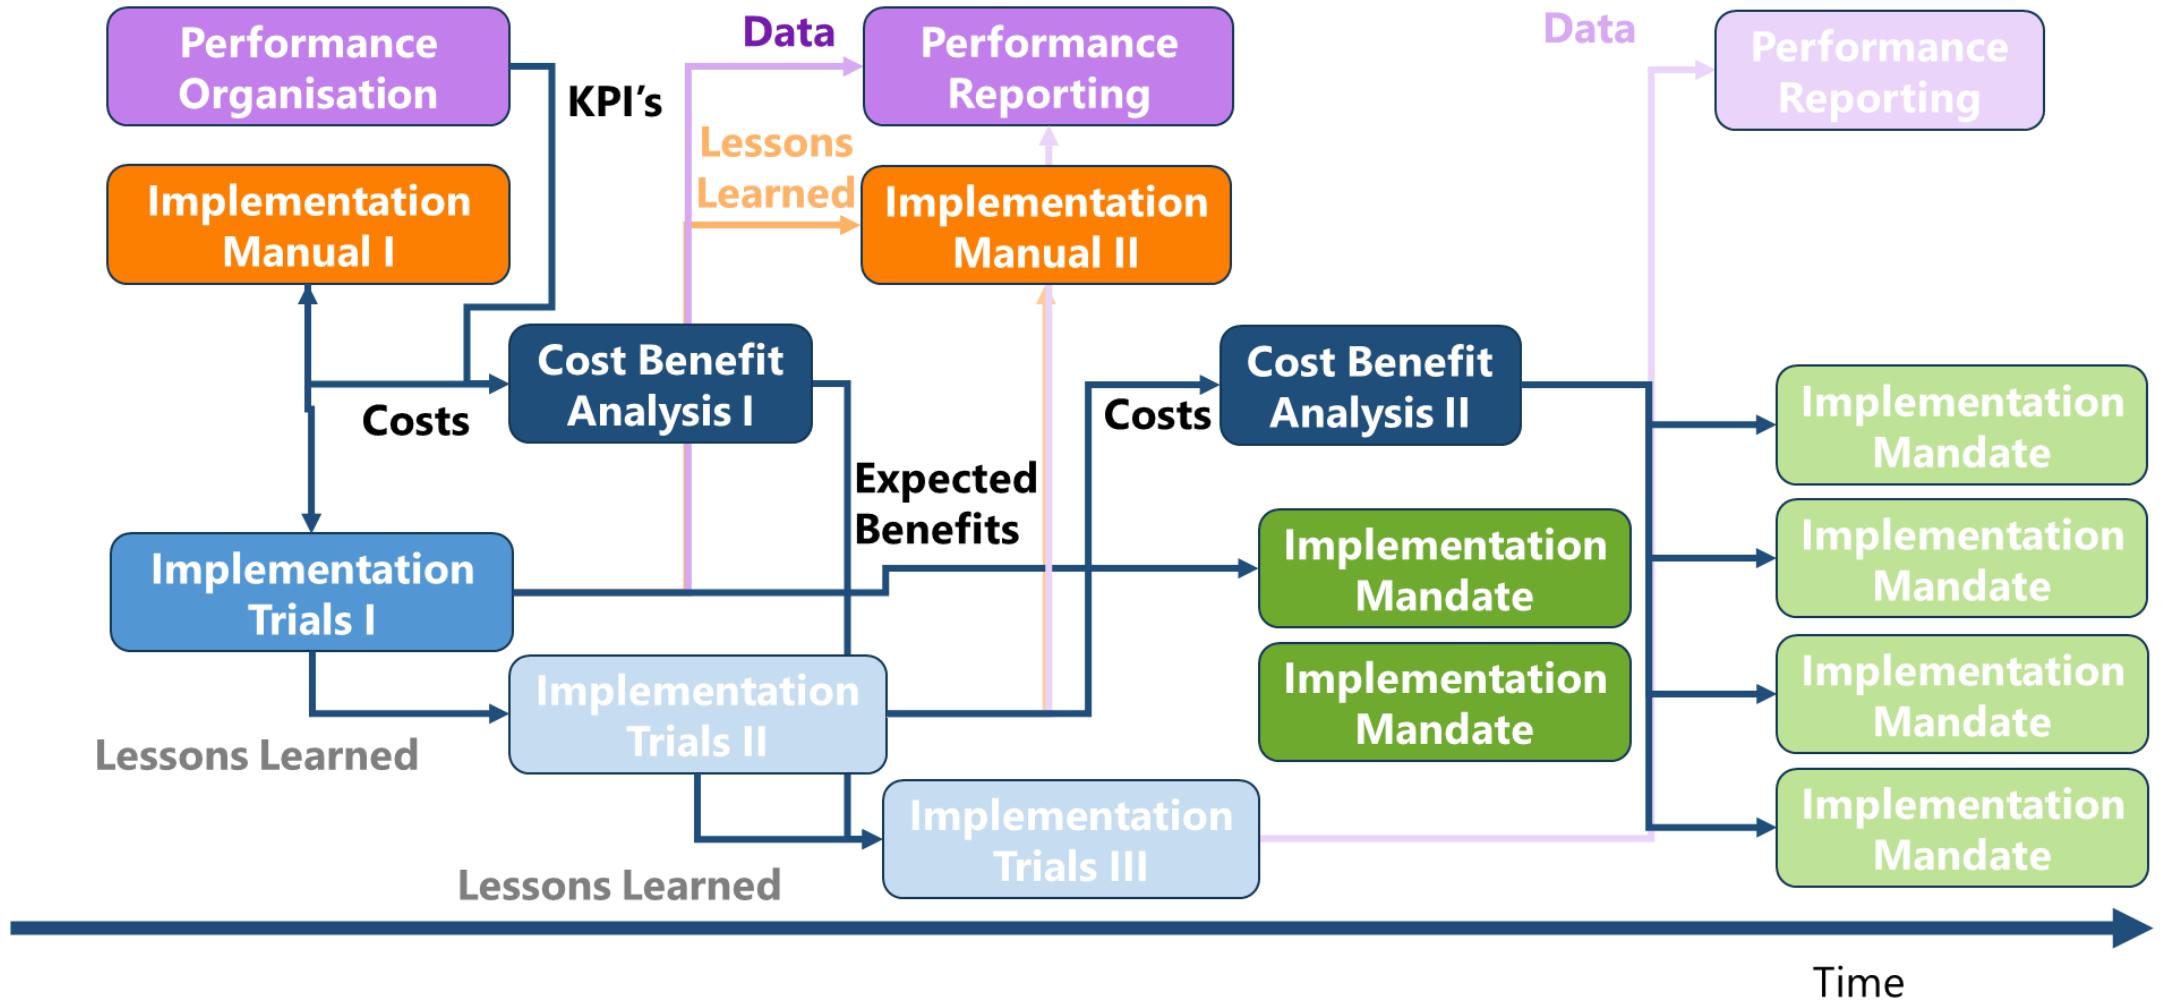 Performance
Organisation
KPI's
Data
Performance
Reporting
Data
Performance
Reporting
Implementation
Manual I
Lessons
Learned
Implementation
Manual II
Costs
Cost Benefit
Analysis I
Expected
Benefits
Costs
Cost Benefit
Analysis II
Implementation
Mandate
Implementation
Mandate
Implementation
Mandate
Implementation
Mandate
Implementation
Trials I
Implementation
Mandate
Implementation
Mandate
Lessons Learned
Implementation
Trials II
Lessons Learned
Implementation
Trials III
Time